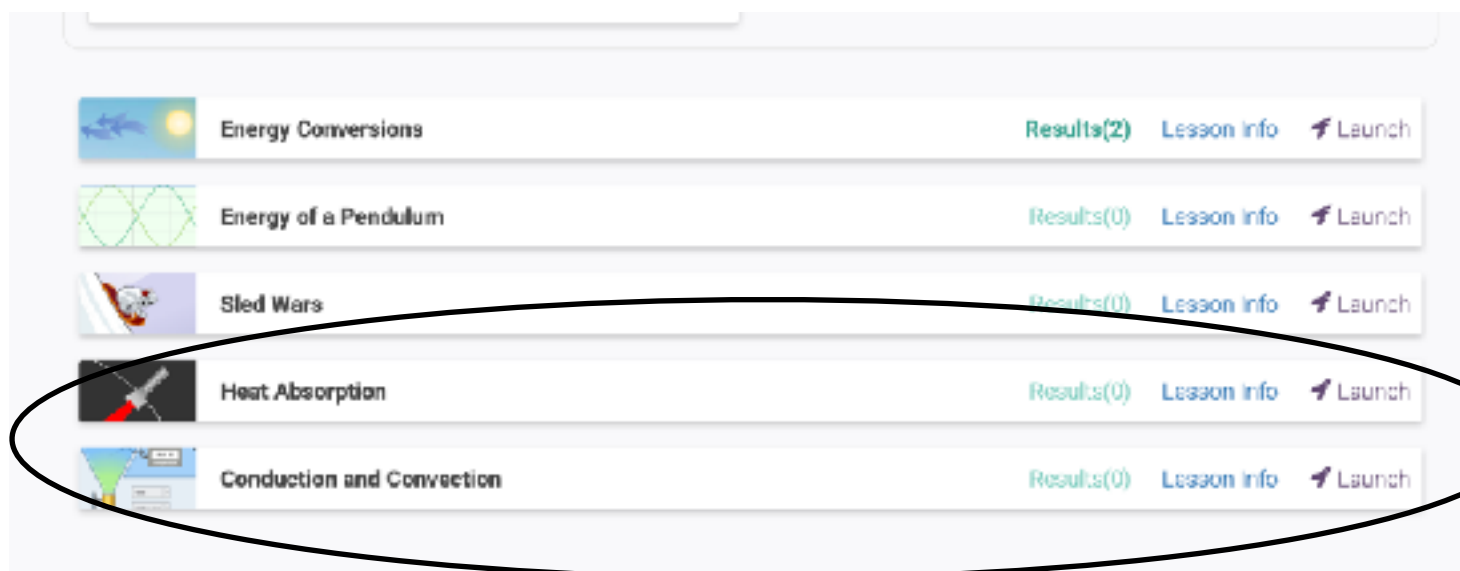 Energy Conversions Results(2) Lesson Info Launch
Energy of a Pendulum Results(0) Lesson Info Launch
Sled Wars Results(0) Lesson Info Launch
Heat Absorption Results(0) Lesson Info Launch
Conduction and Convection Results(0) Lesson Info Launch